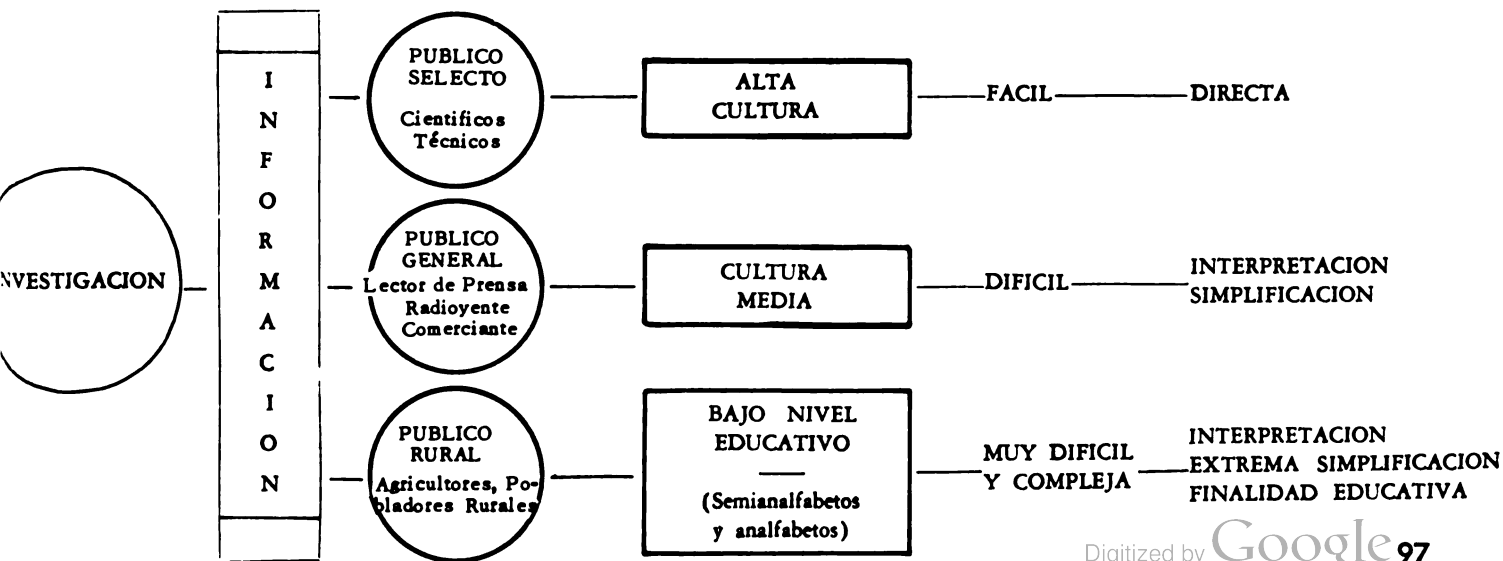 NVESTIGACION
I
N
F
O
R
M
A
C
I
O
N
PUBLICO
SELECTO
Cientificos
Técnicos
ALTA
CULTURA
FACIL
DIRECTA
PUBLICO
GENERAL
Lector de Prensa
Radioyente
Comerciante
CULTURA
MEDIA
DIFICIL
INTERPRETACION
SIMPLIFICACION
PUBLICO
RURAL
Agricultores, Po-
bladores Rurales
BAJO NIVEL
EDUCATIVO
(Semianalfabetos
y analfabetos)
MUY DIFICIL
Y COMPLEJA
INTERPRETACION
EXTREMA SIMPLIFICACION
FINALIDAD EDUCATIVA
Digitized by Google 97